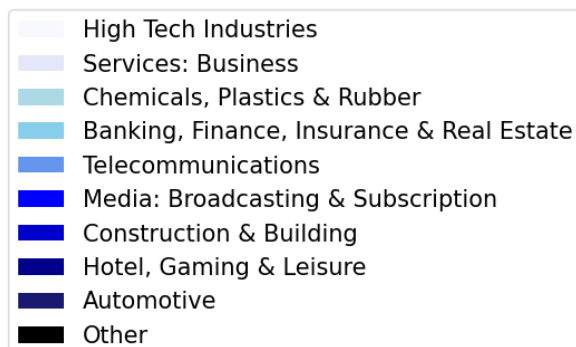 High Tech Industries
Services: Business
Chemicals, Plastics & Rubber
Banking, Finance, Insurance & Real Estate
Telecommunications
Media: Broadcasting & Subscription
Construction & Building
Hotel, Gaming & Leisure
Automotive
Other